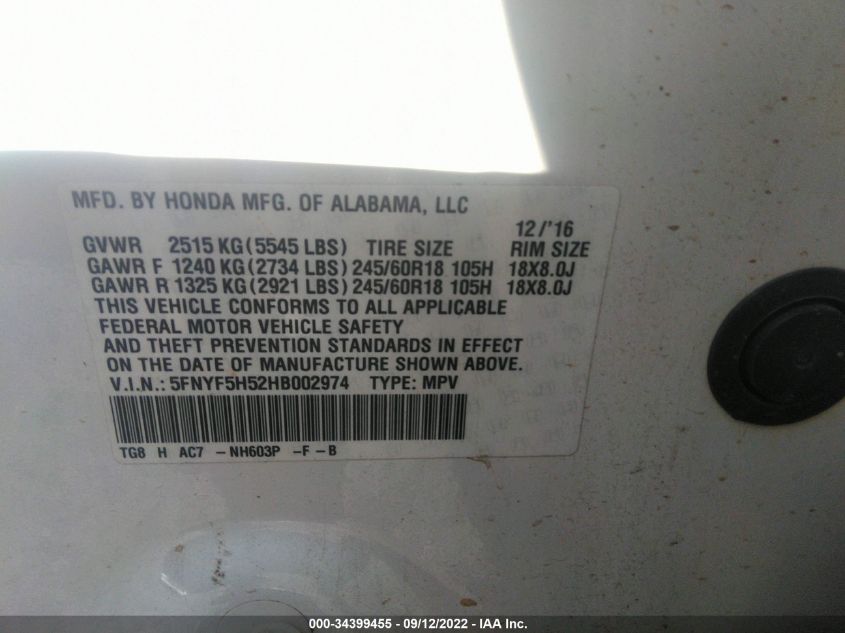 MFD. BY HONDA MFG. OF ALABAMA, LLC
12/'16
GVWR 2515 KG (5545 LBS) TIRE SIZE RIM SIZE
GAWR F 1240 KG (2734 LBS) 245/60R18 105H 18X8.0J
GAWR R 1325 KG (2921 LBS) 245/60R18 105H 18X8.0J
THIS VEHICLE CONFORMS TO ALL APPLICABLE
FEDERAL MOTOR VEHICLE SAFETY
AND THEFT PREVENTION STANDARDS IN EFFECT
ON THE DATE OF MANUFACTURE SHOWN ABOVE.
V.I.N.: 5FNYF5H52HB002974 TYPE: MPV
TG8 H AC7 -NH603P -F-B
000-34399455 - 09/12/2022 - IAA Inc.